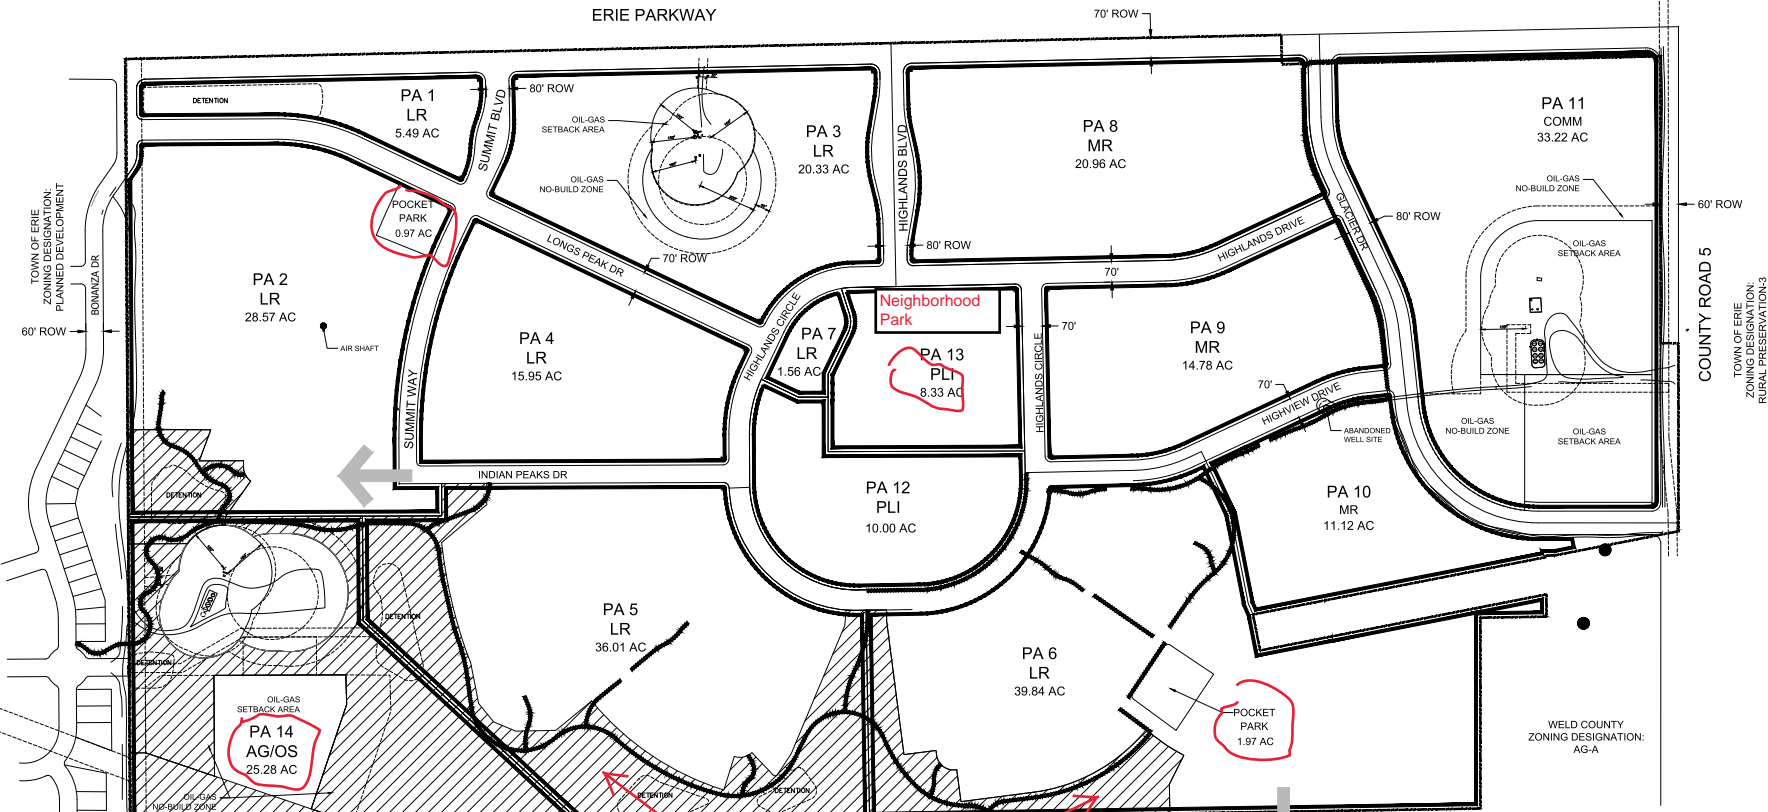 ERIE PARKWAY
70' ROW
DETENTION
PA 1
LR
5.49 AC
SUMMIT BLVD
80' ROW
OIL-GAS
SETBACK AREA
OIL-GAS
NO-BUILD ZONE
PA 3
LR
20.33 AC
HIGHLANDS BLVD
80' ROW
PA 8
MR
20.96 AC
PA 11
COMM
33.22 AC
OIL-GAS
NO-BUILD ZONE
OIL-GAS
SETBACK AREA
GLACIER DR
80' ROW
60' ROW
COUNTY ROAD 5
TOWN OF ERIE
ZONING DESIGNATION:
RURAL PRESERVATION-3
TOWN OF ERIE
ZONING DESIGNATION:
PLANNED DEVELOPMENT
BONANZA DR
60' ROW
POCKET
PARK
0.97 AC
PA 2
LR
28.57 AC
AIR SHAFT
LONGS PEAK DR
70' ROW
HIGHLANDS DRIVE
70'
PA 4
LR
15.95 AC
SUMMIT WAY
HIGHLANDS CIRCLE
PA 7
LR
1.56 AC
Neighborhood
Park
PA 13
PLI
8.33 AC
70'
HIGHLANDS CIRCLE
PA 9
MR
14.78 AC
70'
HIGHVIEW DRIVE
ABANDONED
WELL SITE
OIL-GAS
NO-BUILD ZONE
OIL-GAS
SETBACK AREA
INDIAN PEAKS DR
DETENTION
PA 12
PLI
10.00 AC
PA 10
MR
11.12 AC
PA 5
LR
36.01 AC
DETENTION
DETENTION
PA 6
LR
39.84 AC
POCKET
PARK
1.97 AC
OIL-GAS
SETBACK AREA
PA 14
AG/OS
25.28 AC
OIL-GAS
NO-BUILD ZONE
DETENTION
DETENTION
WELD COUNTY
ZONING DESIGNATION:
AG-A